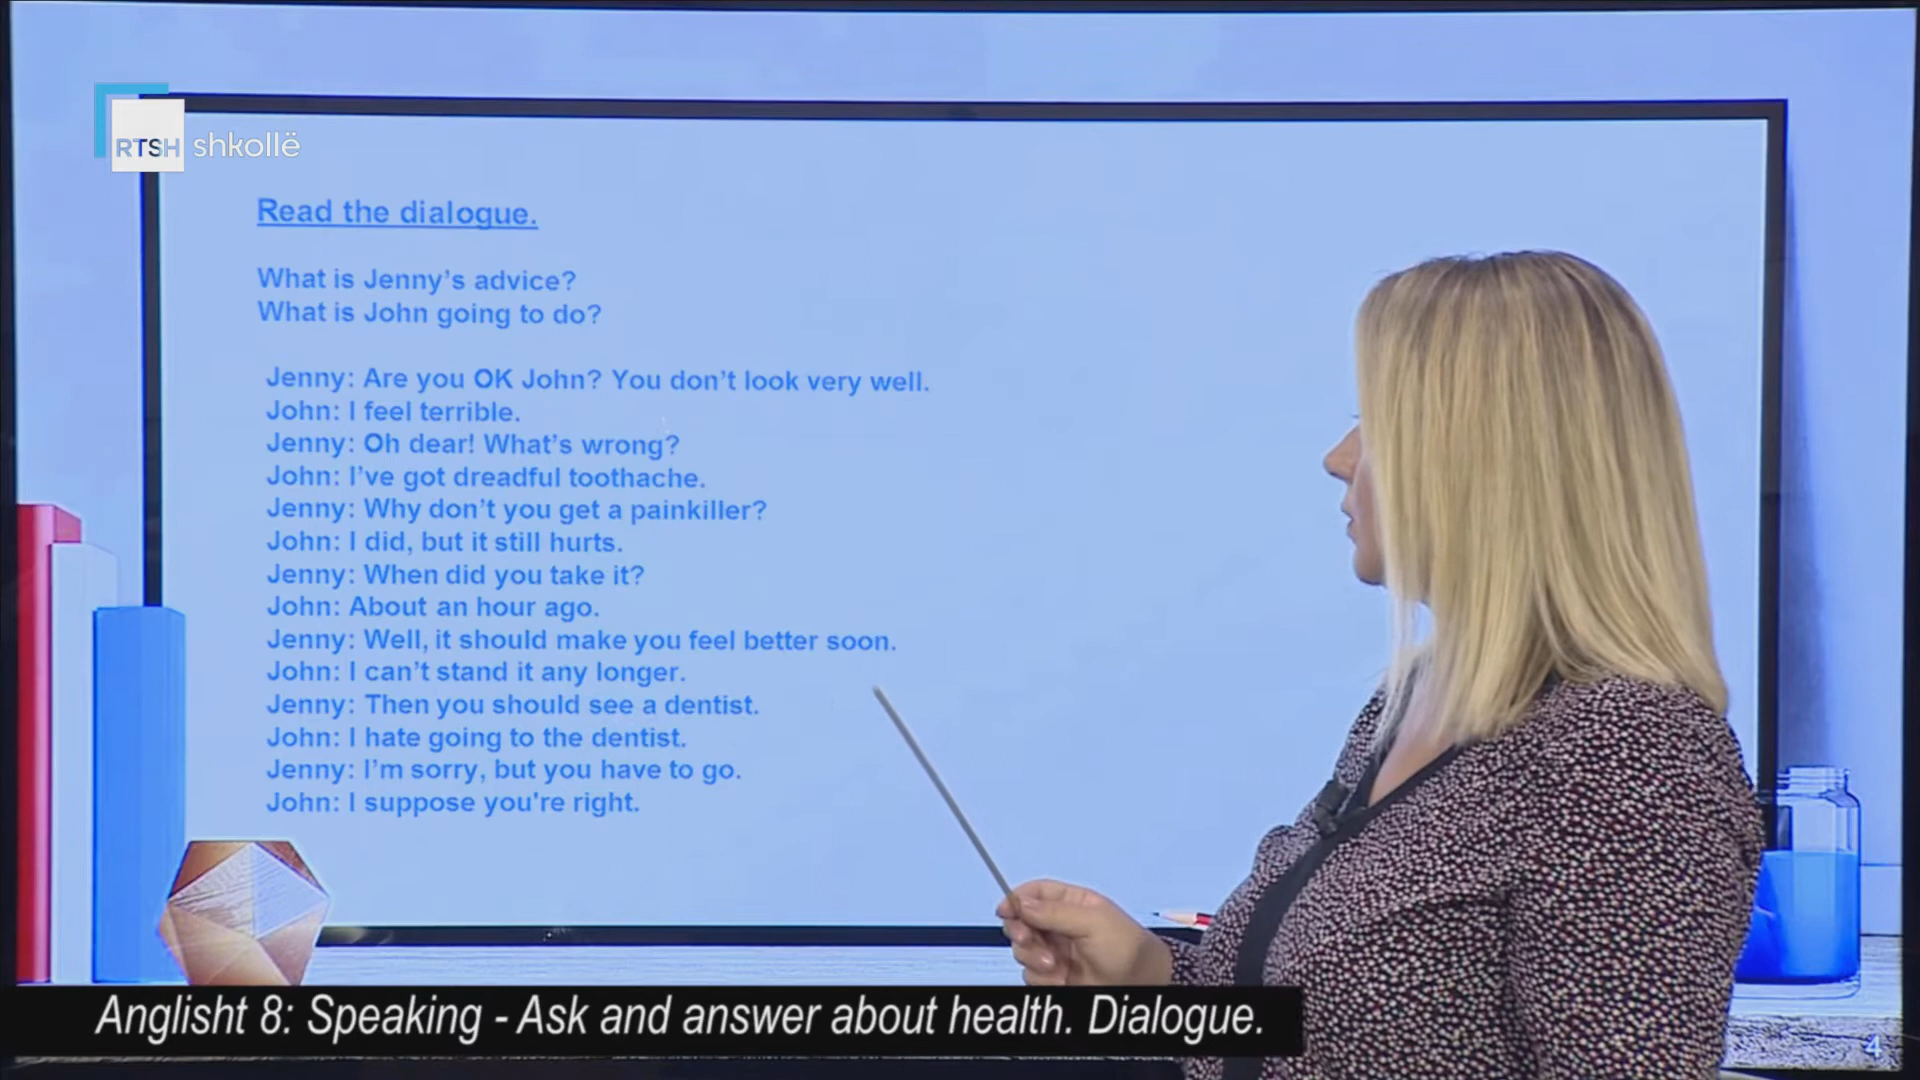 RTSH shkollë
Read the dialogue.
What is Jenny's advice?
What is John going to do?
Jenny: Are you OK John? You don't look very well.
John: I feel terrible.
Jenny: Oh dear! What's wrong?
John: I've got dreadful toothache.
Jenny: Why don't you get a painkiller?
John: I did, but it still hurts.
Jenny: When did you take it?
John: About an hour ago.
Jenny: Well, it should make you feel better soon.
John: I can't stand it any longer.
Jenny: Then you should see a dentist.
John: I hate going to the dentist.
Jenny: I'm sorry, but you have to go.
John: I suppose you're right.
Anglisht 8: Speaking - Ask and answer about health. Dialogue.
4